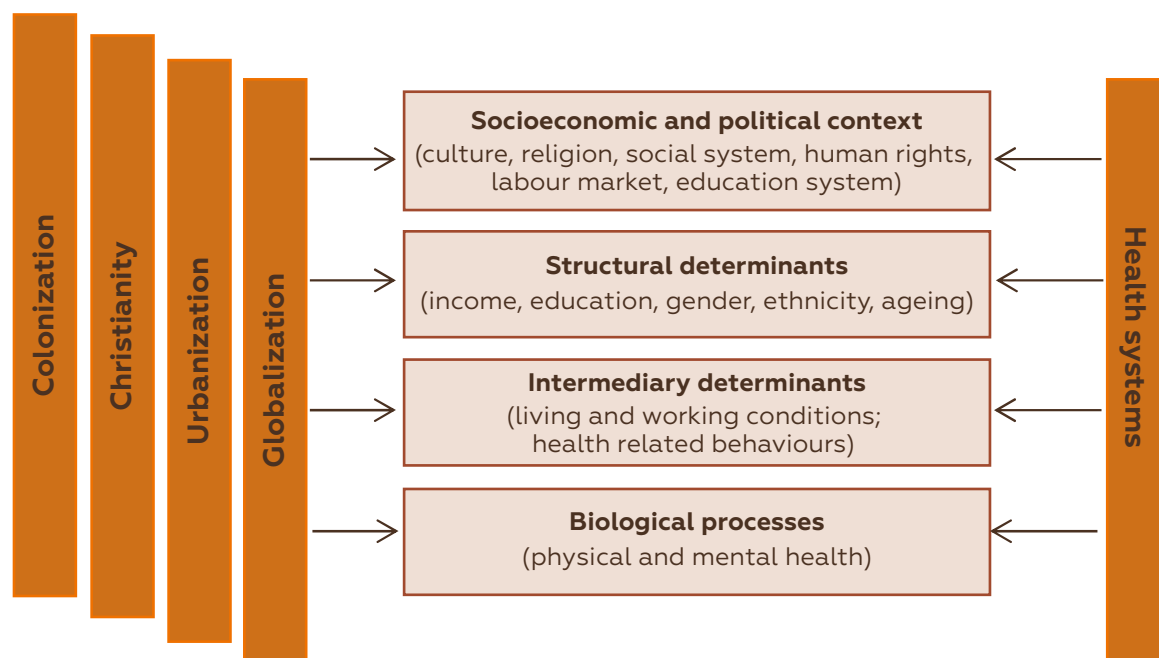 Colonization
Christianity
Urbanization
Globalization
Socioeconomic and political context
(culture, religion, social system, human rights,
labour market, education system)
Structural determinants
(income, education, gender, ethnicity, ageing)
Intermediary determinants
(living and working conditions;
health related behaviours)
Biological processes
(physical and mental health)
Health systems